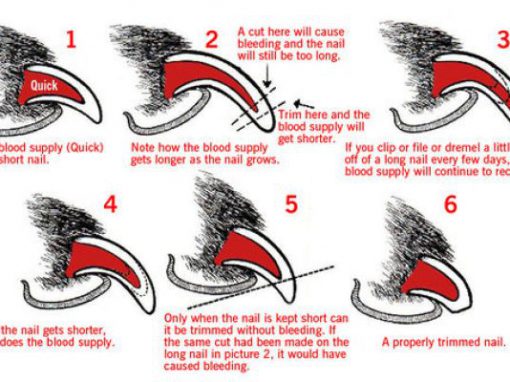 1
Quick
blood supply (Quick)
short nail.
2
A cut here will cause
bleeding and the nail
will still be too long.
Trim here and the
blood supply will
get shorter.
Note how the blood supply
gets longer as the nail grows.
3
If you clip or file or dremel a little
off of a long nail every few days,
blood supply will continue to rec
4
the nail gets shorter,
does the blood supply.
5
Only when the nail is kept short can
it be trimmed without bleeding. If
the same cut had been made on the
long nail in picture 2, it would have
caused bleeding.
6
A properly trimmed nail.